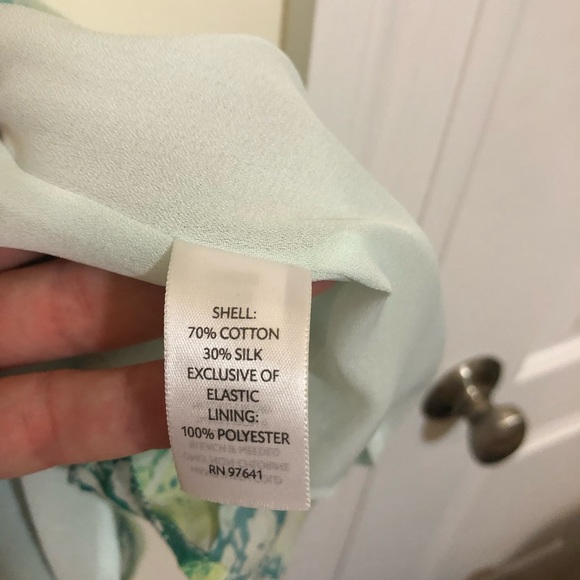 SHELL:
70% COTTON
30% SILK
EXCLUSIVE OF
ELASTIC
LINING:
100% POLYESTER
RN 97641